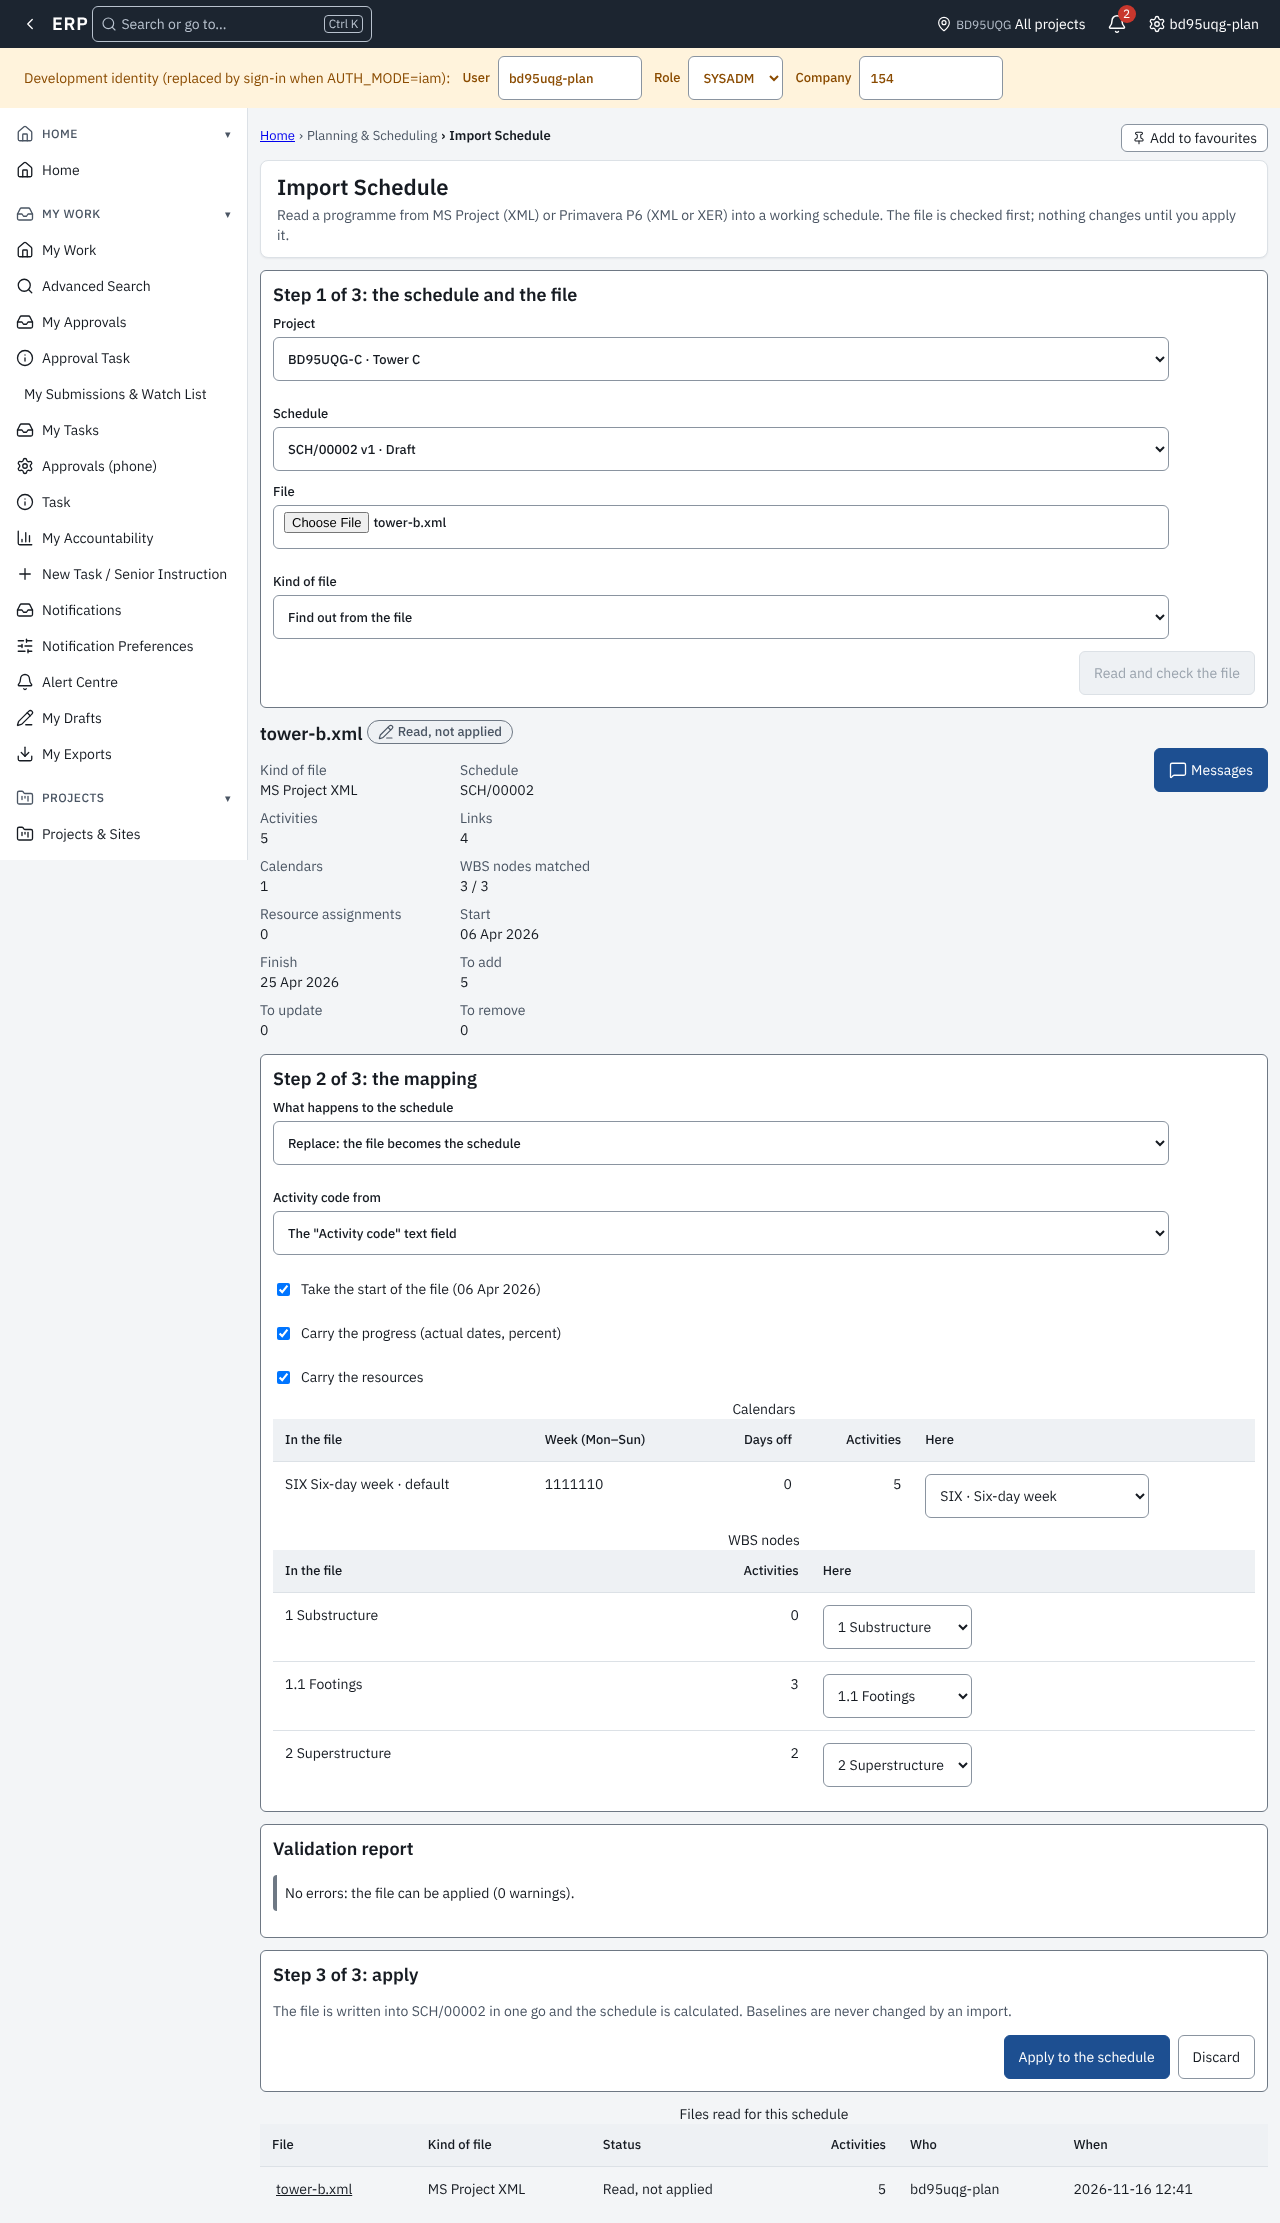 ERP
Search or go to...
Ctrl K
BD95UQG All projects
2
bd95uqg-plan
Development identity (replaced by sign-in when AUTH_MODE=iam):
User
bd95uqg-plan
Role
SYSADM
Company
154
HOME
Home
MY WORK
My Work
Advanced Search
My Approvals
Approval Task
My Submissions & Watch List
My Tasks
Approvals (phone)
Task
My Accountability
New Task / Senior Instruction
Notifications
Notification Preferences
Alert Centre
My Drafts
My Exports
PROJECTS
Projects & Sites
Home › Planning & Scheduling › Import Schedule
Add to favourites
Import Schedule
Read a programme from MS Project (XML) or Primavera P6 (XML or XER) into a working schedule. The file is checked first; nothing changes until you apply
it.
Step 1 of 3: the schedule and the file
Project
BD95UQG-C · Tower C
Schedule
SCH/00002 v1 · Draft
File
Choose File tower-b.xml
Kind of file
Find out from the file
Read and check the file
tower-b.xml
Read, not applied
Messages
Kind of file
MS Project XML
Schedule
SCH/00002
Activities
5
Links
4
Calendars
1
WBS nodes matched
3 / 3
Resource assignments
0
Start
06 Apr 2026
Finish
25 Apr 2026
To add
5
To update
0
To remove
0
Step 2 of 3: the mapping
What happens to the schedule
Replace: the file becomes the schedule
Activity code from
The "Activity code" text field
Take the start of the file (06 Apr 2026)
Carry the progress (actual dates, percent)
Carry the resources
Calendars
In the file Week (Mon–Sun) Days off Activities Here
SIX Six-day week · default 1111110 0 5 SIX · Six-day week
WBS nodes
In the file Activities Here
1 Substructure 0 1 Substructure
1.1 Footings 3 1.1 Footings
2 Superstructure 2 2 Superstructure
Validation report
No errors: the file can be applied (0 warnings).
Step 3 of 3: apply
The file is written into SCH/00002 in one go and the schedule is calculated. Baselines are never changed by an import.
Apply to the schedule
Discard
Files read for this schedule
File Kind of file Status Activities Who When
tower-b.xml MS Project XML Read, not applied 5 bd95uqg-plan 2026-11-16 12:41